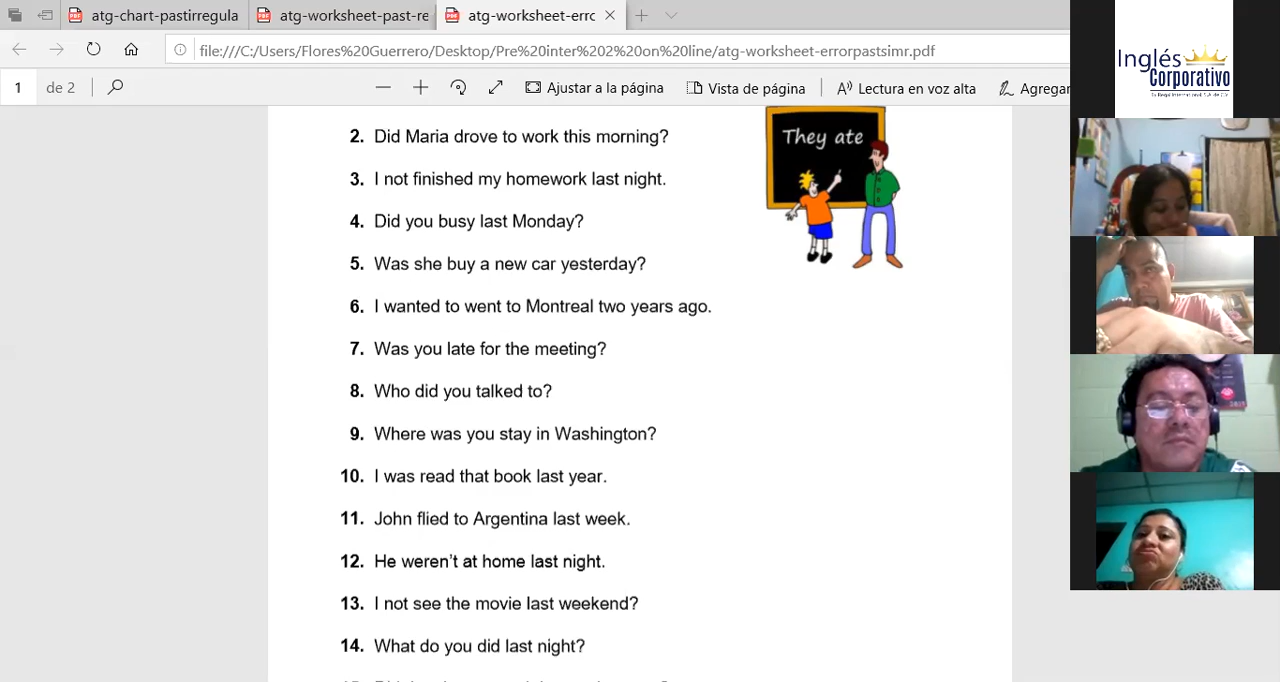 atg-chart-pastirregula
atg-worksheet-past-re
atg-worksheet-erro
file:///C:/Users/Flores%20Guerrero/Desktop/Pre%20inter%202%20on%20line/atg-worksheet-errorpastsimr.pdf
1 de 2
Ajustar a la página
Vista de página
Lectura en voz alta
Agregar
They ate
2. Did Maria drove to work this morning?
3. I not finished my homework last night.
4. Did you busy last Monday?
5. Was she buy a new car yesterday?
6. I wanted to went to Montreal two years ago.
7. Was you late for the meeting?
8. Who did you talked to?
9. Where was you stay in Washington?
10. I was read that book last year.
11. John flied to Argentina last week.
12. He weren't at home last night.
13. I not see the movie last weekend?
14. What do you did last night?
Inglés
Corporativo